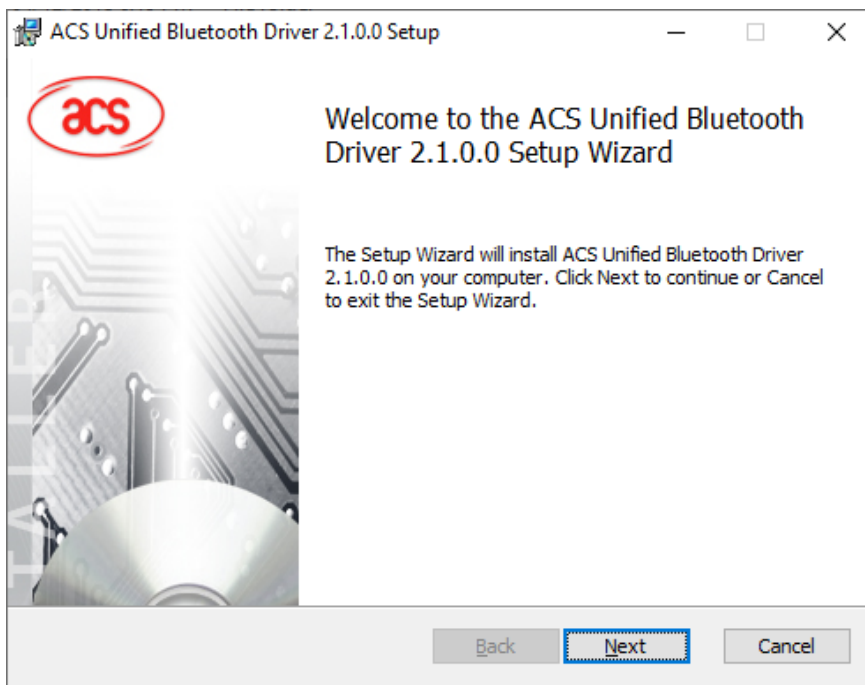 ACS Unified Bluetooth Driver 2.1.0.0 Setup
acs
Welcome to the ACS Unified Bluetooth
Driver 2.1.0.0 Setup Wizard
The Setup Wizard will install ACS Unified Bluetooth Driver
2.1.0.0 on your computer. Click Next to continue or Cancel
to exit the Setup Wizard.
TALLER
Back
Next
Cancel